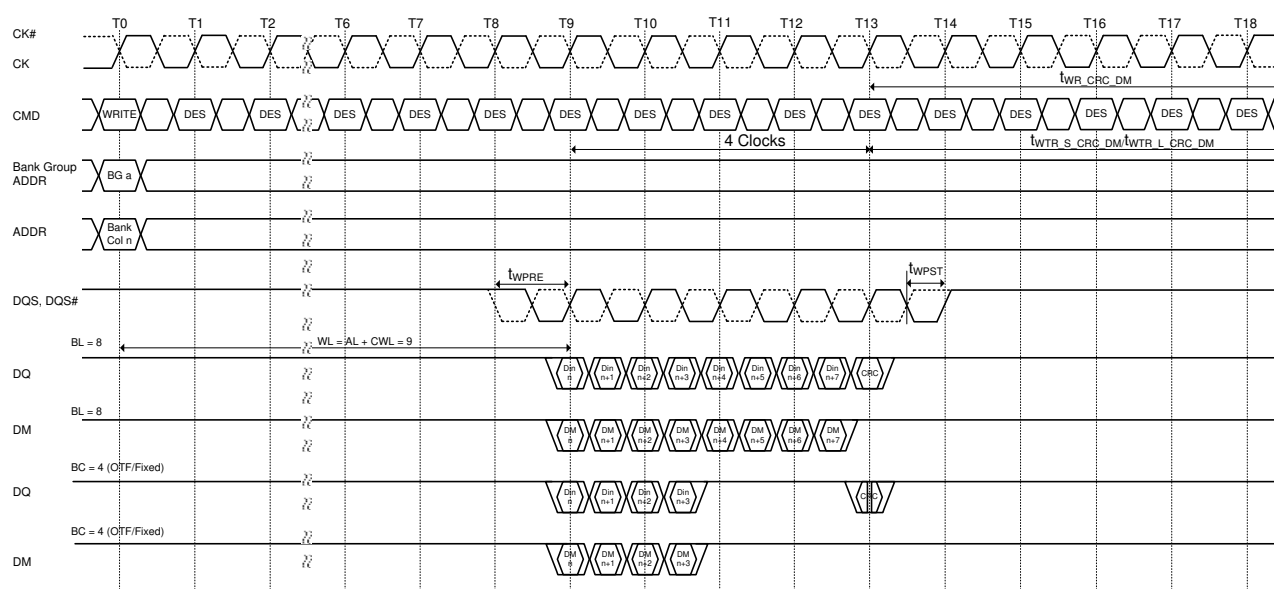 T0 T1 T2 T6 T7 T8 T9 T10 T11 T12 T13 T14 T15 T16 T17 T18
CK#
CK
tWR_CRC_DM
CMD WRITE DES DES DES DES DES DES DES DES DES DES DES DES DES DES DES
4 Clocks tWTR_S_CRC_DM/tWTR_L_CRC_DM
Bank Group
ADDR
BG a
ADDR
Bank
Col n
tWPRE tWPST
DQS, DQS#
BL = 8 WL = AL + CWL = 9
DQ
Din Din Din Din Din Din Din Din CRC
n n+1 n+2 n+3 n+4 n+5 n+6 n+7
BL = 8
DM
DM DM DM DM DM DM DM DM
n n+1 n+2 n+3 n+4 n+5 n+6 n+7
BC = 4 (OTF/Fixed)
DQ
Din Din Din Din CRC
n n+1 n+2 n+3
BC = 4 (OTF/Fixed)
DM
DM DM DM DM
n n+1 n+2 n+3